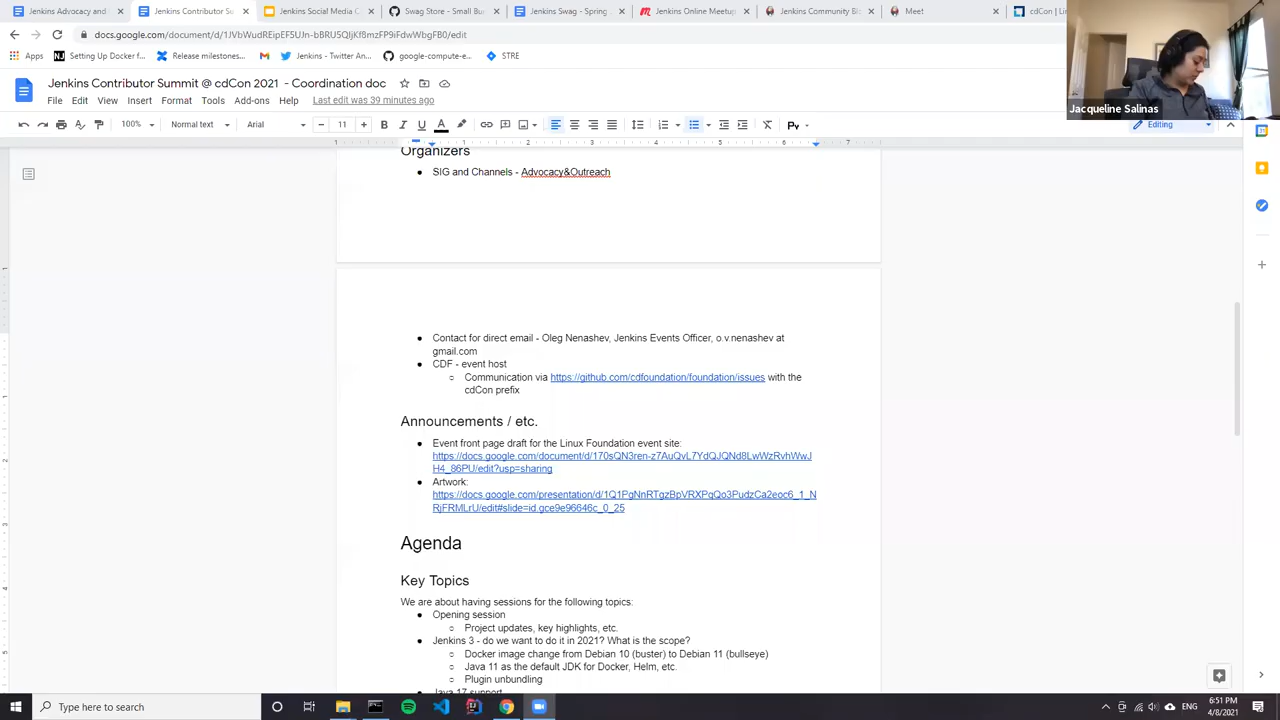 Jenkins Advocacy and
Jenkins Contributor Su
Jenkins Social Media C
Swag Store - Small Bu
Jenkins Swag - Spring
Jenkins Online Meetup
Jenkins Community Bl
Meet
cdCon | Li
docs.google.com/document/d/1JVbWudREipEF5UJn-bBRU5QljKf8mzFP9iFdwWbgFB0/edit
Apps
Setting Up Docker f...
Release milestones...
Jenkins - Twitter An...
google-compute-e...
STRE
Jenkins Contributor Summit @ cdCon 2021 - Coordination doc
File Edit View Insert Format Tools Add-ons Help Last edit was 39 minutes ago
Jacqueline Salinas
100% Normal text Arial 11 Editing
Organizers
● SIG and Channels - Advocacy&Outreach
● Contact for direct email - Oleg Nenashev, Jenkins Events Officer, o.v.nenashev at
gmail.com
● CDF - event host
○ Communication via https://github.com/cdfoundation/foundation/issues with the
cdCon prefix
Announcements / etc.
● Event front page draft for the Linux Foundation event site:
https://docs.google.com/document/d/170sQN3ren-z7AuQvL7YdQJQNd8LwWzRvhWwJ
H4_86PU/edit?usp=sharing
● Artwork:
https://docs.google.com/presentation/d/1Q1PgNnRTgzBpVRXPqQo3PudzCa2eoc6_1_N
RjFRMLrU/edit#slide=id.gce9e96646c_0_25
Agenda
Key Topics
We are about having sessions for the following topics:
● Opening session
○ Project updates, key highlights, etc.
● Jenkins 3 - do we want to do it in 2021? What is the scope?
○ Docker image change from Debian 10 (buster) to Debian 11 (bullseye)
○ Java 11 as the default JDK for Docker, Helm, etc.
○ Plugin unbundling
Java 17 support
Type here to search
ENG
6:51 PM
4/8/2021